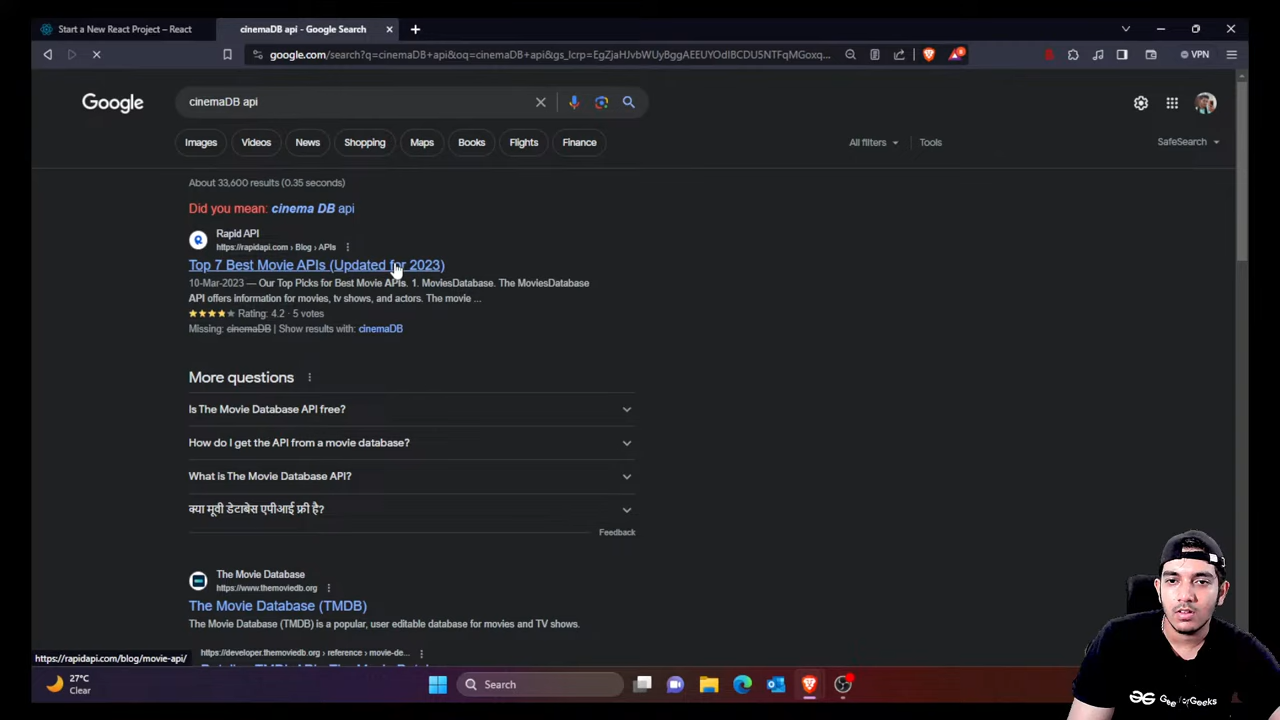 Start a New React Project – React
cinemaDB api - Google Search
google.com/search?q=cinemaDB+api&oq=cinemaDB+api&gs_lcrp=EgZjaHJvbWUyBggAEEUYOdIBCDU5NTFqMGoxq...
VPN
Google
cinemaDB api
Images
Videos
News
Shopping
Maps
Books
Flights
Finance
All filters
Tools
SafeSearch
About 33,600 results (0.35 seconds)
Did you mean: cinema DB api
Rapid API
https://rapidapi.com › Blog › APIs
Top 7 Best Movie APIs (Updated for 2023)
10-Mar-2023 — Our Top Picks for Best Movie APIs. 1. MoviesDatabase. The MoviesDatabase
API offers information for movies, tv shows, and actors. The movie ...
Rating: 4.2 · 5 votes
Missing: cinemaDB | Show results with: cinemaDB
More questions
Is The Movie Database API free?
How do I get the API from a movie database?
What is The Movie Database API?
क्या मूवी डेटाबेस एपीआई फ्री है?
Feedback
The Movie Database
https://www.themoviedb.org
The Movie Database (TMDB)
The Movie Database (TMDB) is a popular, user editable database for movies and TV shows.
https://developer.themoviedb.org › reference › movie-de...
https://rapidapi.com/blog/movie-api/
27°C
Clear
Search